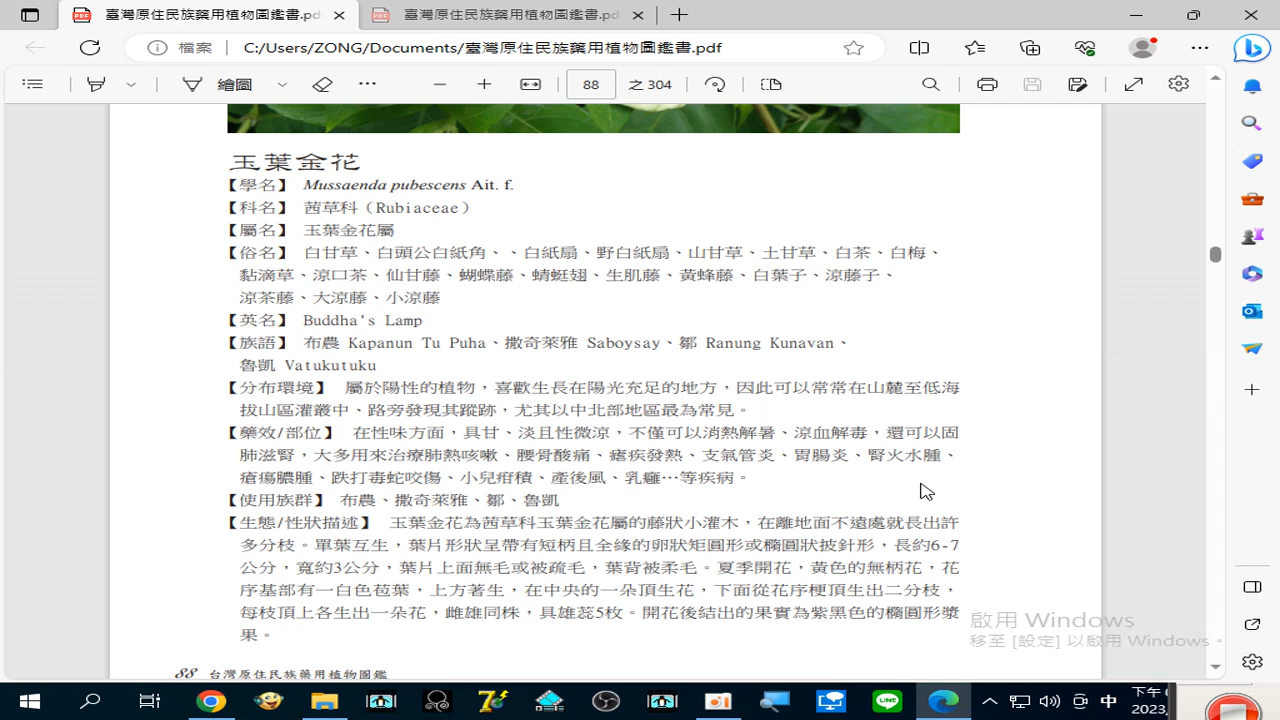 臺灣原住民族藥用植物圖鑑書.pd
臺灣原住民族藥用植物圖鑑書.pd
檔案
C:/Users/ZONG/Documents/臺灣原住民族藥用植物圖鑑書.pdf
繪圖
88
之 304
玉葉金花
【學名】 Mussaenda pubescens Ait. f.
【科名】 茜草科（Rubiaceae）
【屬名】 玉葉金花屬
【俗名】 白甘草、白頭公白紙角、、白紙扇、野白紙扇、山甘草、土甘草、白茶、白梅、
黏滴草、涼口茶、仙甘藤、蝴蝶藤、蜻蜓翅、生肌藤、黃蜂藤、白葉子、涼藤子、
涼茶藤、大涼藤、小涼藤
【英名】 Buddha's Lamp
【族語】 布農 Kapanun Tu Puha、撒奇萊雅 Saboysay、鄒 Ranung Kunavan、
魯凱 Vatukutuku
【分布環境】 屬於陽性的植物，喜歡生長在陽光充足的地方，因此可以常常在山麓至低海
拔山區灌叢中、路旁發現其蹤跡，尤其以中北部地區最為常見。
【藥效/部位】 在性味方面，具甘、淡且性微涼，不僅可以消熱解暑、涼血解毒，還可以固
肺滋腎，大多用來治療肺熱咳嗽、腰骨酸痛、瘧疾發熱、支氣管炎、胃腸炎、腎火水腫、
瘡瘍膿腫、跌打毒蛇咬傷、小兒疳積、產後風、乳癰…等疾病。
【使用族群】 布農、撒奇萊雅、鄒、魯凱
【生態/性狀描述】 玉葉金花為茜草科玉葉金花屬的藤狀小灌木，在離地面不遠處就長出許
多分枝。單葉互生，葉片形狀呈帶有短柄且全緣的卵狀矩圓形或橢圓狀披針形，長約6-7
公分，寬約3公分，葉片上面無毛或被疏毛，葉背被柔毛。夏季開花，黃色的無柄花，花
序基部有一白色苞葉，上方著生，在中央的一朵頂生花，下面從花序梗頂生出二分枝，
每枝頂上各生出一朵花，雌雄同株，具雄蕊5枚。開花後結出的果實為紫黑色的橢圓形漿
果。
88 台灣原住民族藥用植物圖鑑
啟用 Windows
移至 [設定] 以啟用 Windows。
LINE
中
下午
2023